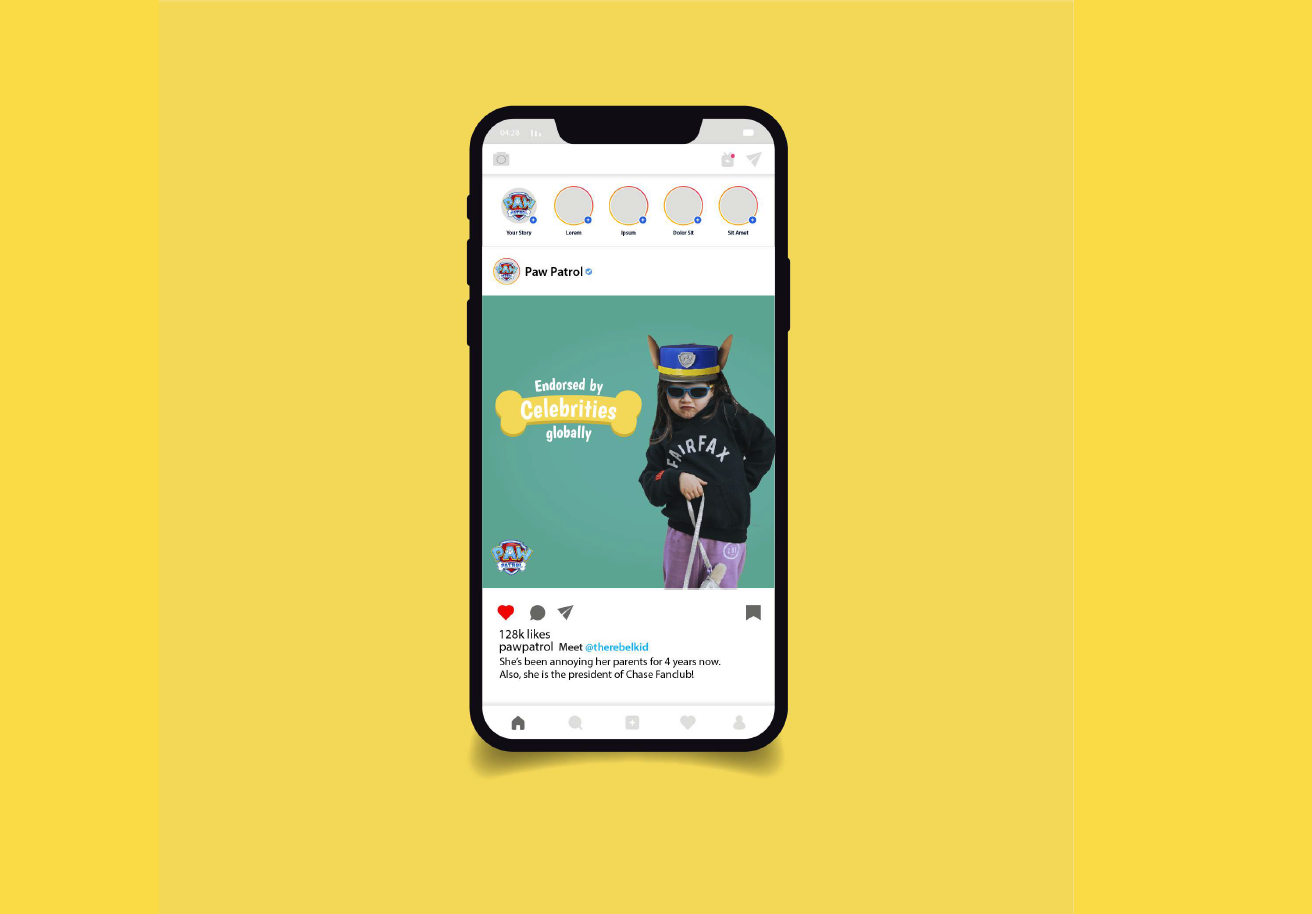 04:28
PAW
PATROL
Your Story
Lorem
Ipsum
Dolor Sit
Sit Amet
PAW
PATROL
Paw Patrol
Endorsed by
Celebrities
globally
FAIRFAX
PAW
PATROL
128k likes
pawpatrol Meet @therebelkid
She's been annoying her parents for 4 years now.
Also, she is the president of Chase Fanclub!